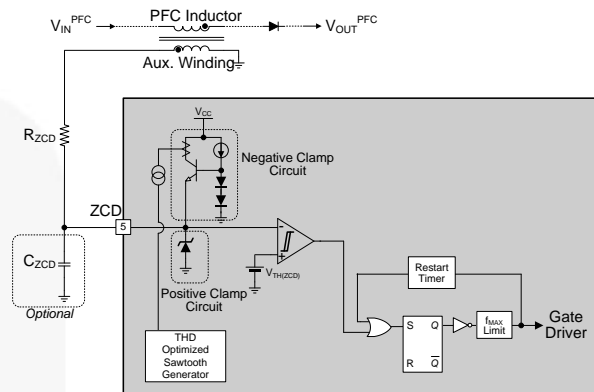 PFC Inductor
V_IN^PFC
V_OUT^PFC
Aux. Winding
R_ZCD
V_CC
Negative Clamp
Circuit
ZCD
5
C_ZCD
Optional
V_TH(ZCD)
Positive Clamp
Circuit
Restart
Timer
THD
Optimized
Sawtooth
Generator
S Q
R Q̅
f_MAX
Limit
Gate
Driver